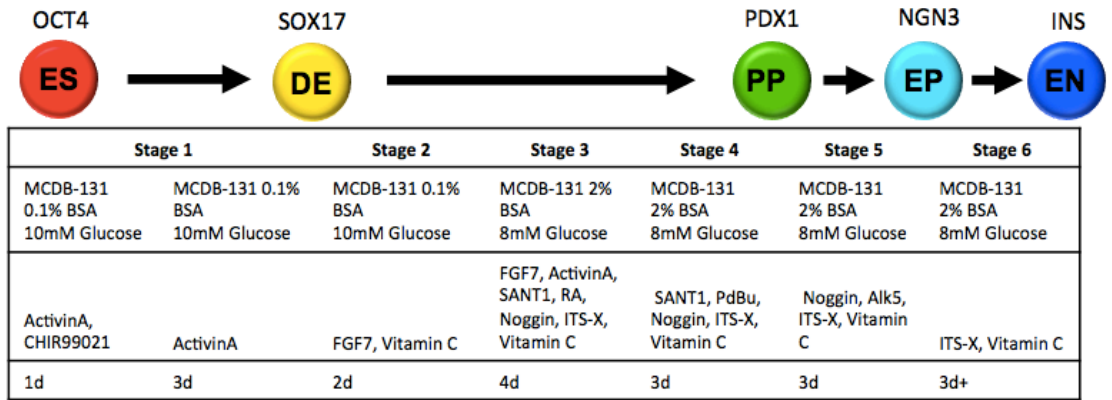 OCT4 SOX17 PDX1 NGN3 INS
ES DE PP EP EN
Stage 1 Stage 2 Stage 3 Stage 4 Stage 5 Stage 6
MCDB-131 MCDB-131 0.1% MCDB-131 0.1% MCDB-131 2% MCDB-131 MCDB-131 MCDB-131
0.1% BSA BSA BSA BSA 2% BSA 2% BSA 2% BSA
10mM Glucose 10mM Glucose 10mM Glucose 8mM Glucose 8mM Glucose 8mM Glucose 8mM Glucose
FGF7, ActivinA,
SANT1, RA, SANT1, PdBu, Noggin, Alk5,
ActivinA, Noggin, ITS-X, Noggin, ITS-X, ITS-X, Vitamin
CHIR99021 ActivinA FGF7, Vitamin C Vitamin C Vitamin C C ITS-X, Vitamin C
1d 3d 2d 4d 3d 3d 3d+